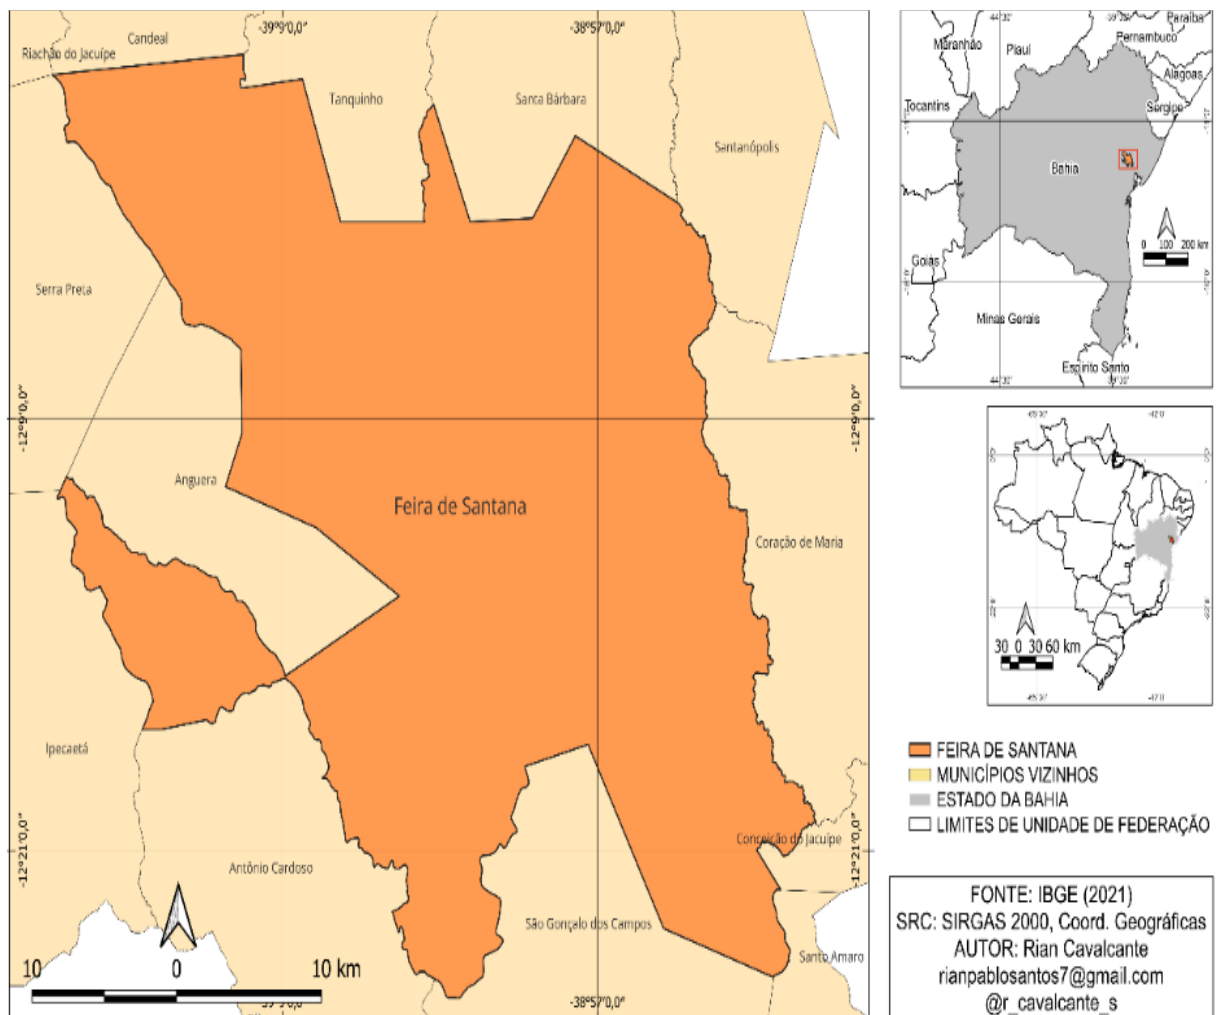 -39°9'0,0"
-38°57'0,0"
Candeal
Riachão do Jacuípe
Tanquinho
Santa Bárbara
Santanópolis
Serra Preta
-12°9'0,0"
-12°9'0,0"
Anguera
Feira de Santana
Coração de Maria
Ipecaetá
Conceição do Jacuípe
-12°21'0,0"
-12°21'0,0"
Antônio Cardoso
São Gonçalo dos Campos
Santo Amaro
10 0 10 km
-38°57'0,0"
Paraíba
Pernambuco
Maranhão
Piauí
Alagoas
Tocantins
Sergipe
Bahia
0 100 200 km
Goiás
Minas Gerais
Espírito Santo
30 0 30 60 km
FEIRA DE SANTANA
MUNICÍPIOS VIZINHOS
ESTADO DA BAHIA
LIMITES DE UNIDADE DE FEDERAÇÃO
FONTE: IBGE (2021)
SRC: SIRGAS 2000, Coord. Geográficas
AUTOR: Rian Cavalcante
rianpablosantos7@gmail.com
@r_cavalcante_s